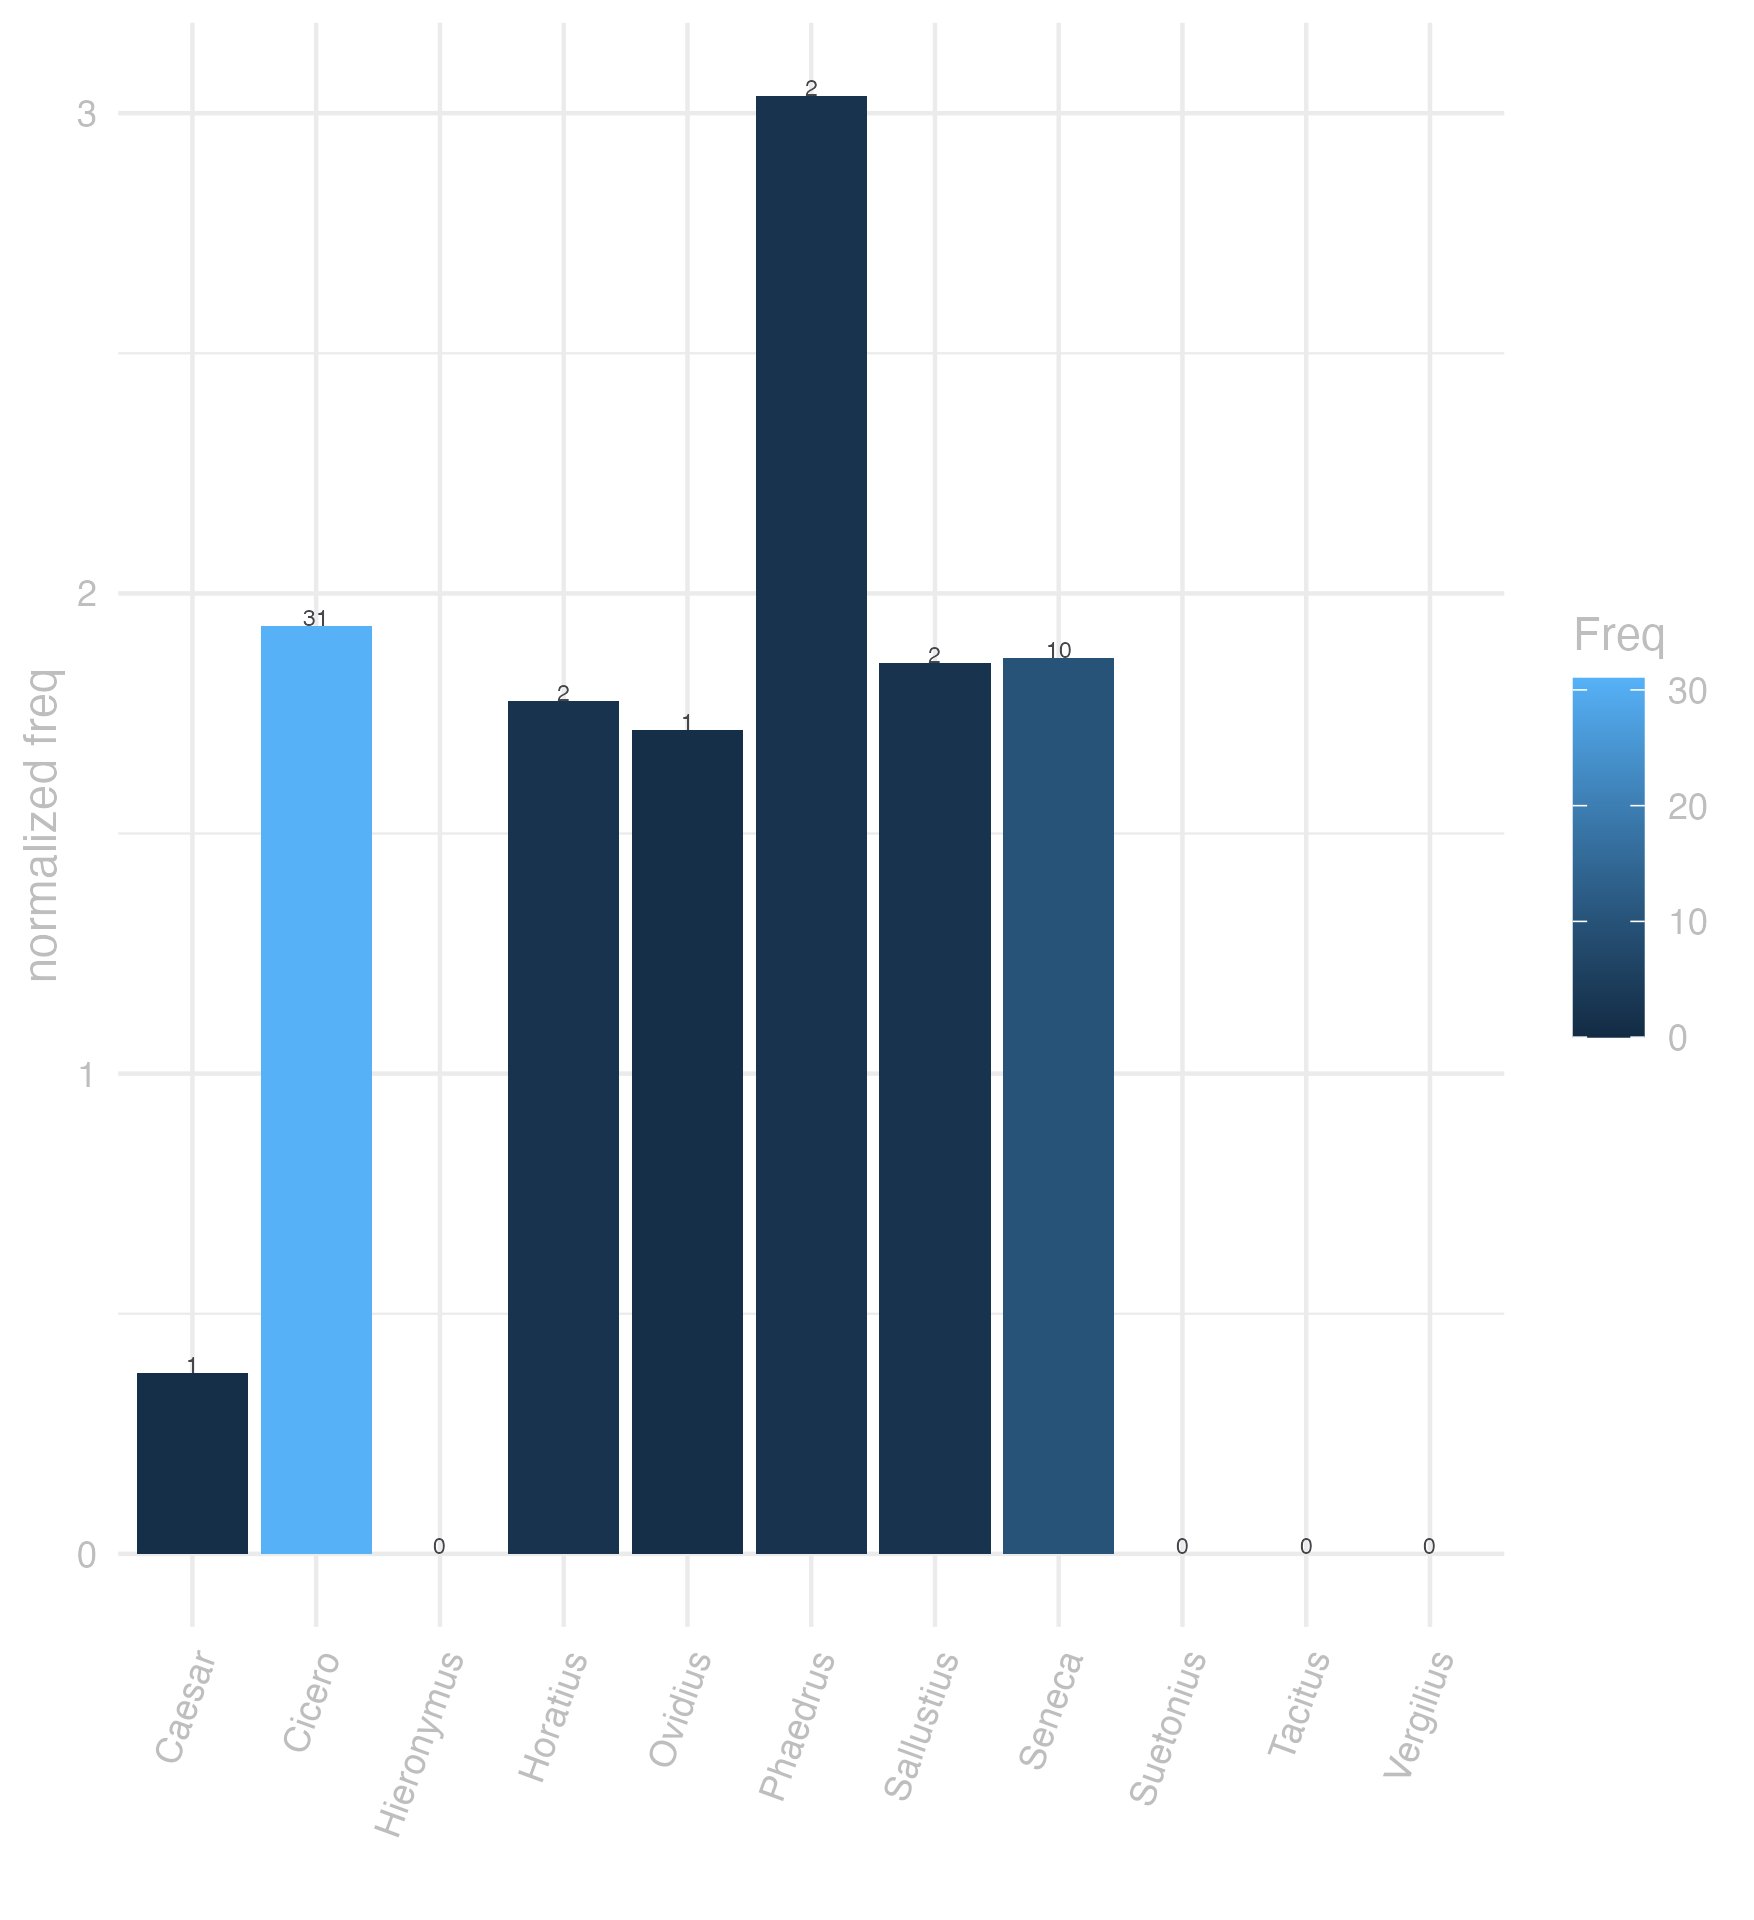 normalized freq
3
2
1
0
1
31
0
2
1
2
2
10
0
0
0
Caesar
Cicero
Hieronymus
Horatius
Ovidius
Phaedrus
Sallustius
Seneca
Suetonius
Tacitus
Vergilius
Freq
30
20
10
0